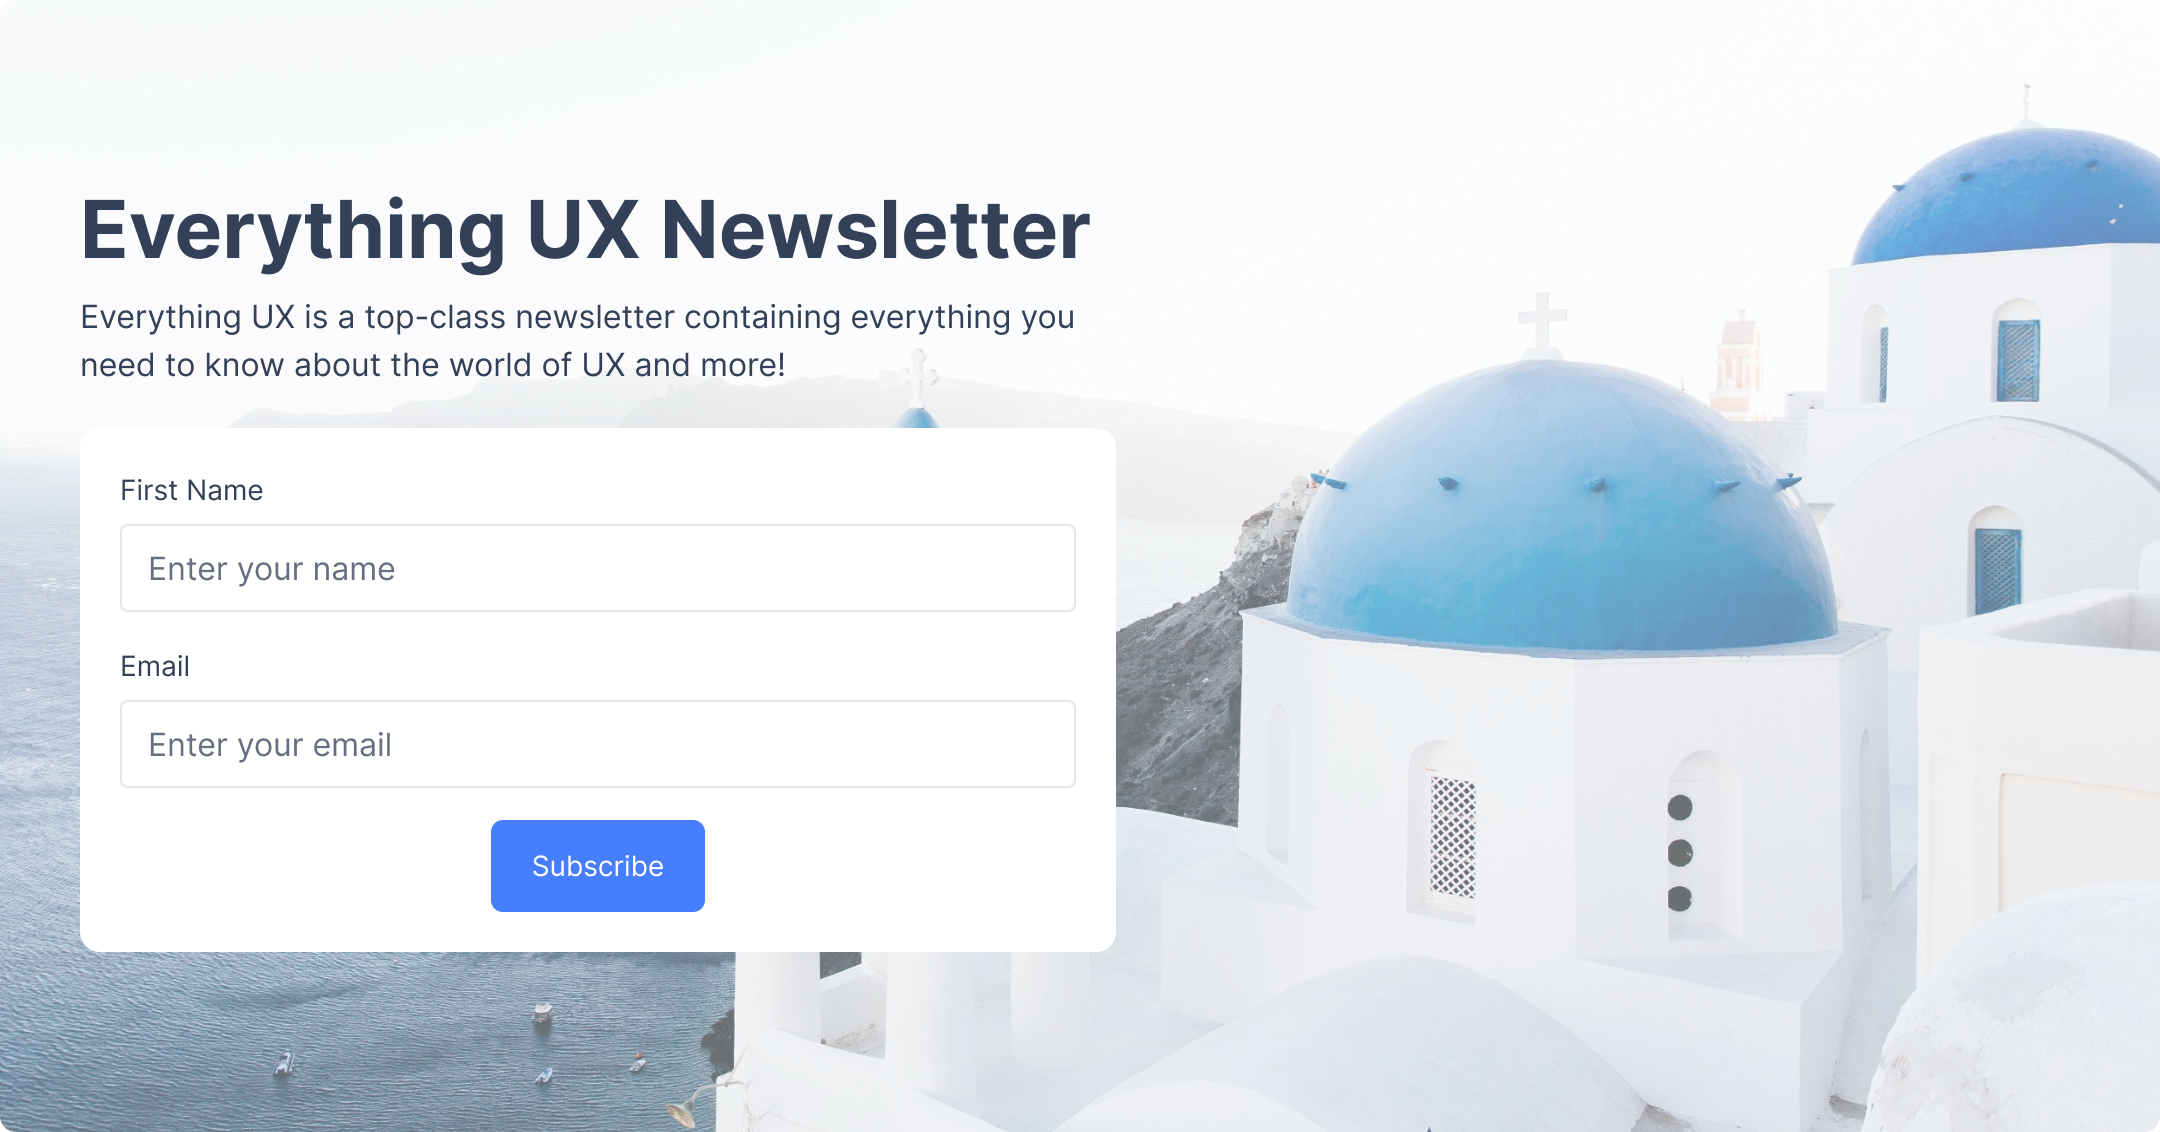 Everything UX Newsletter
Everything UX is a top-class newsletter containing everything you
need to know about the world of UX and more!
First Name
Enter your name
Email
Enter your email
Subscribe